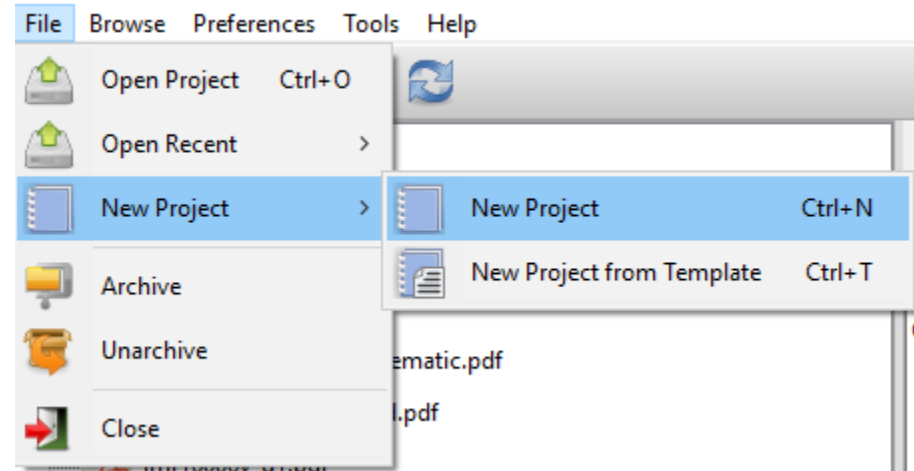 File Browse Preferences Tools Help
Open Project Ctrl+O
Open Recent >
New Project >
New Project Ctrl+N
New Project from Template Ctrl+T
Archive
Unarchive
ematic.pdf
l.pdf
Close